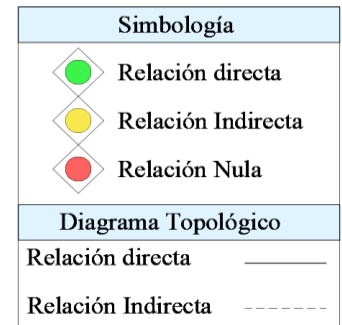 Simbología
Relación directa
Relación Indirecta
Relación Nula
Diagrama Topológico
Relación directa
Relación Indirecta